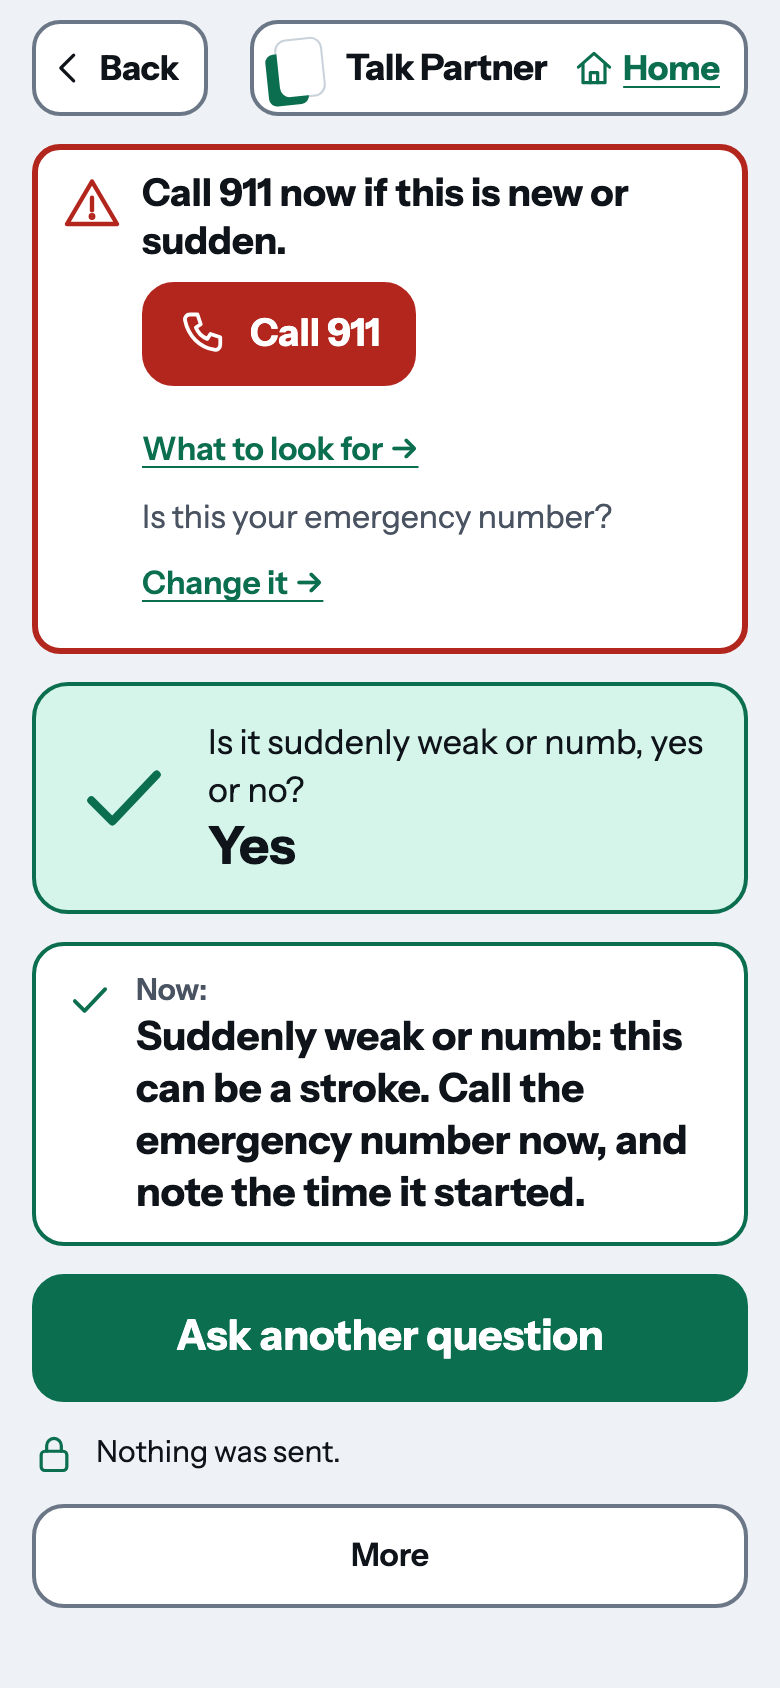 Back
Talk Partner
Home
Call 911 now if this is new or
sudden.
Call 911
What to look for →
Is this your emergency number?
Change it →
Is it suddenly weak or numb, yes
or no?
Yes
Now:
Suddenly weak or numb: this
can be a stroke. Call the
emergency number now, and
note the time it started.
Ask another question
Nothing was sent.
More